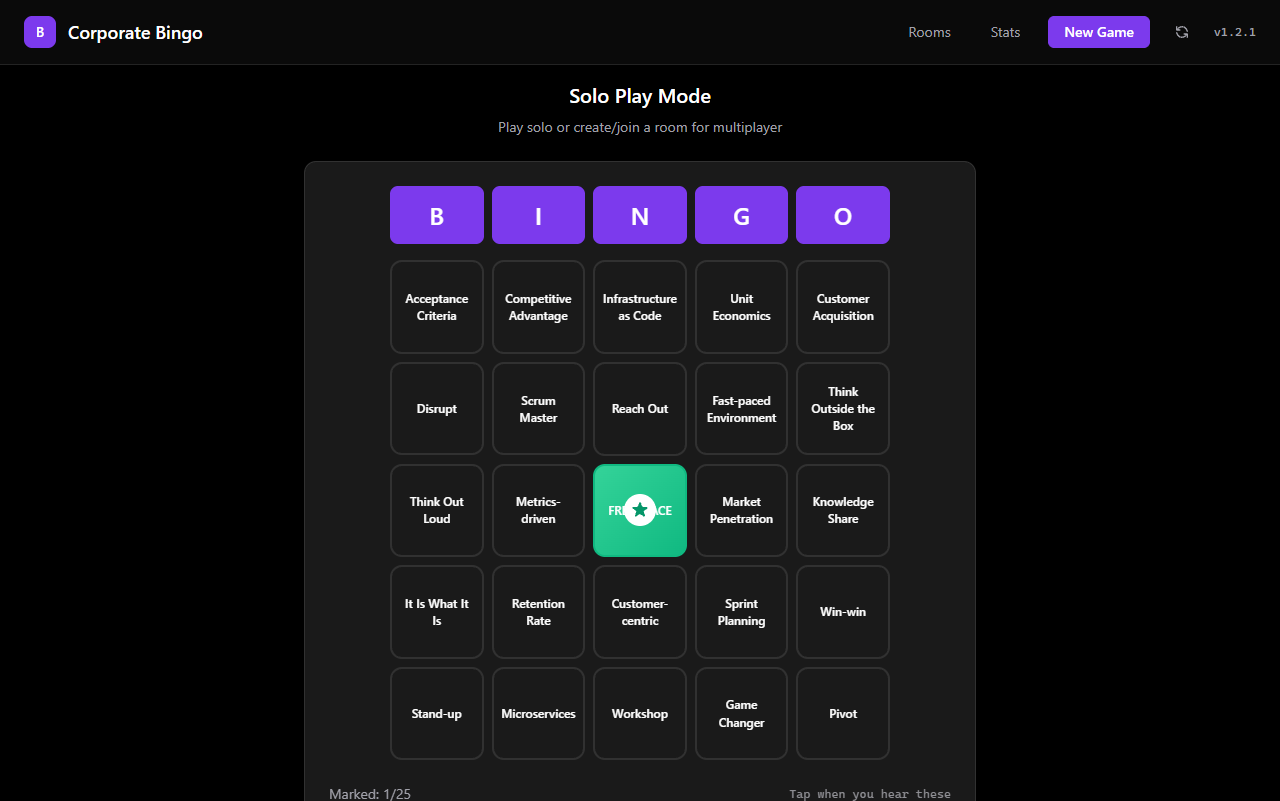 B
Corporate Bingo
Rooms
Stats
New Game
v1.2.1
Solo Play Mode
Play solo or create/join a room for multiplayer
B
I
N
G
O
Acceptance
Criteria
Competitive
Advantage
Infrastructure
as Code
Unit
Economics
Customer
Acquisition
Disrupt
Scrum
Master
Reach Out
Fast-paced
Environment
Think
Outside the
Box
Think Out
Loud
Metrics-
driven
Market
Penetration
Knowledge
Share
It Is What It
Is
Retention
Rate
Customer-
centric
Sprint
Planning
Win-win
Stand-up
Microservices
Workshop
Game
Changer
Pivot
Marked: 1/25
Tap when you hear these